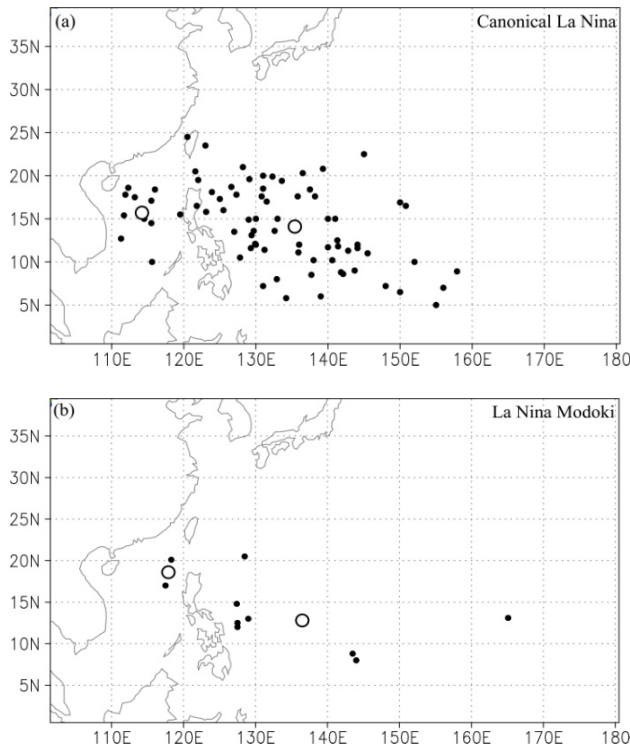 (a)
Canonical La Nina
35N
30N
25N
20N
15N
10N
5N
110E 120E 130E 140E 150E 160E 170E 180
(b)
La Nina Modoki
35N
30N
25N
20N
15N
10N
5N
110E 120E 130E 140E 150E 160E 170E 180